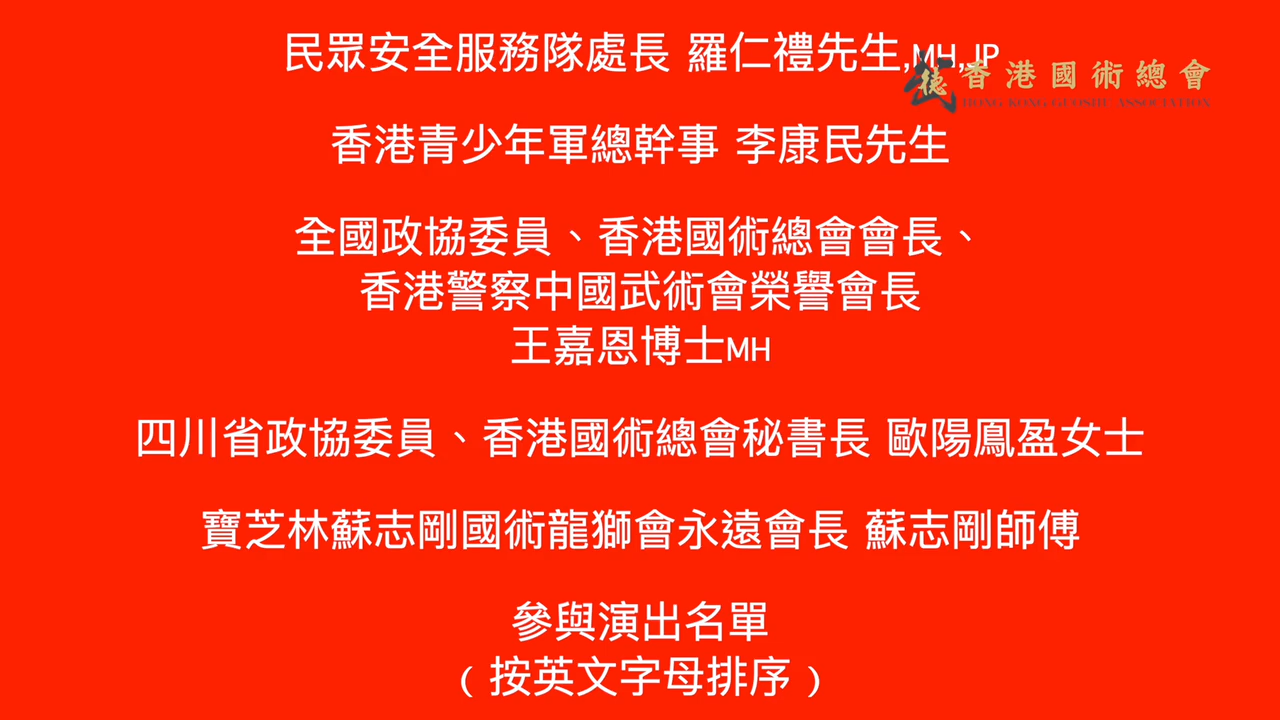 民眾安全服務隊處長 羅仁禮先生,MH,JP
香港國術總會
HONG KONG GUOSHU ASSOCIATION
香港青少年軍總幹事 李康民先生
全國政協委員、香港國術總會會長、
香港警察中國武術會榮譽會長
王嘉恩博士MH
四川省政協委員、香港國術總會秘書長 歐陽鳯盈女士
寶芝林蘇志剛國術龍獅會永遠會長 蘇志剛師傅
參與演出名單
（按英文字母排序）